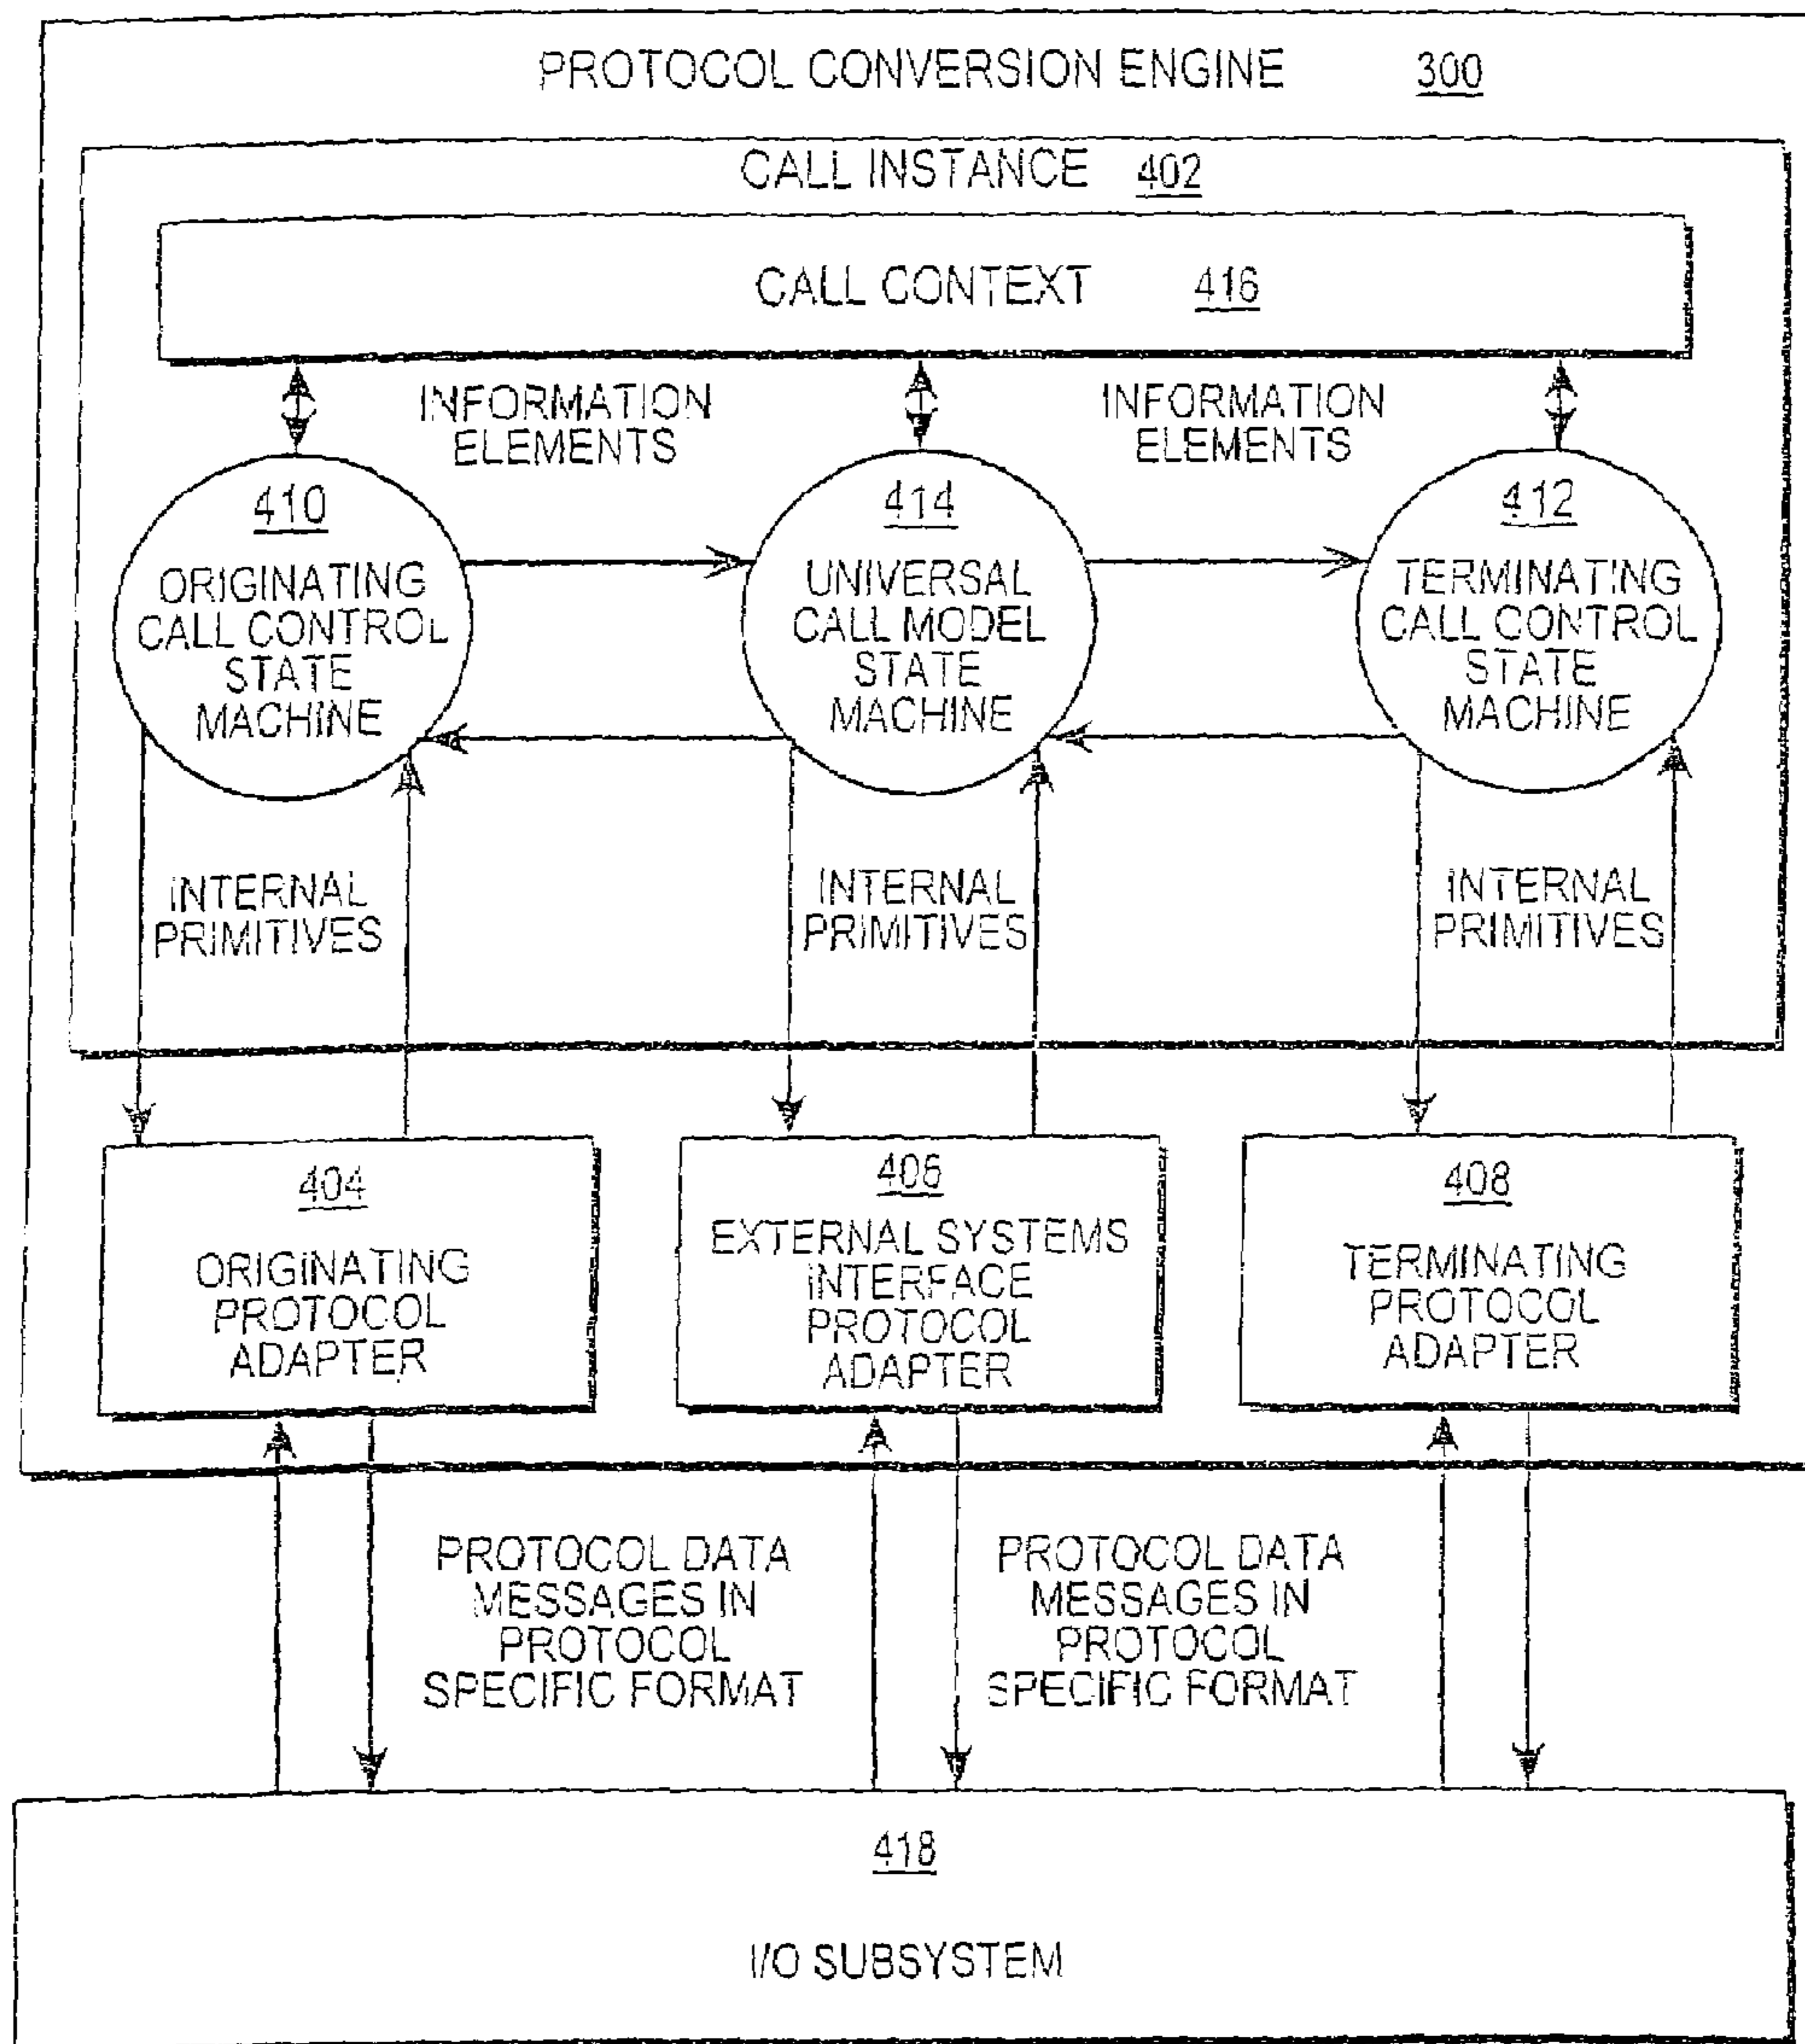 PROTOCOL CONVERSION ENGINE 300
CALL INSTANCE 402
CALL CONTEXT 416
INFORMATION
ELEMENTS
INFORMATION
ELEMENTS
410
ORIGINATING
CALL CONTROL
STATE
MACHINE
414
UNIVERSAL
CALL MODEL
STATE
MACHINE
412
TERMINATING
CALL CONTROL
STATE
MACHINE
INTERNAL
PRIMITIVES
INTERNAL
PRIMITIVES
INTERNAL
PRIMITIVES
404
ORIGINATING
PROTOCOL
ADAPTER
406
EXTERNAL SYSTEMS
INTERFACE
PROTOCOL
ADAPTER
408
TERMINATING
PROTOCOL
ADAPTER
PROTOCOL DATA
MESSAGES IN
PROTOCOL
SPECIFIC FORMAT
PROTOCOL DATA
MESSAGES IN
PROTOCOL
SPECIFIC FORMAT
418
I/O SUBSYSTEM